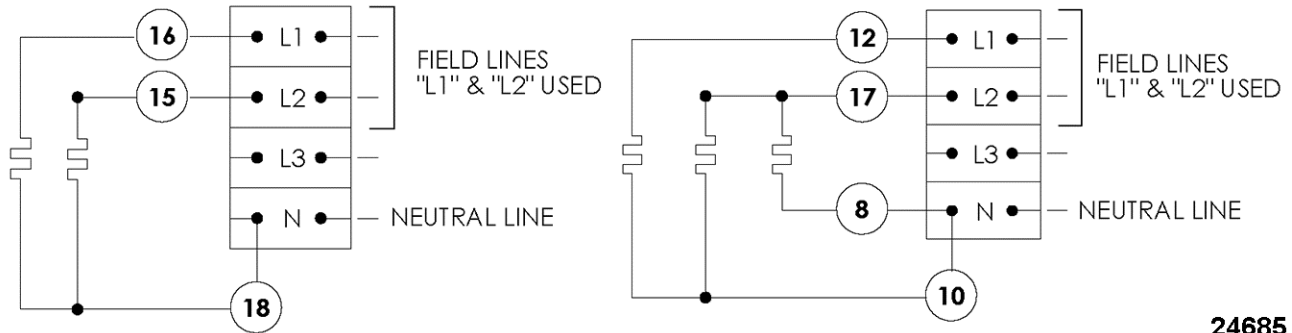 16 L1
FIELD LINES
"L1" & "L2" USED
15 L2
L3
N NEUTRAL LINE
18
12 L1
FIELD LINES
"L1" & "L2" USED
17 L2
L3
8 N NEUTRAL LINE
10
24685